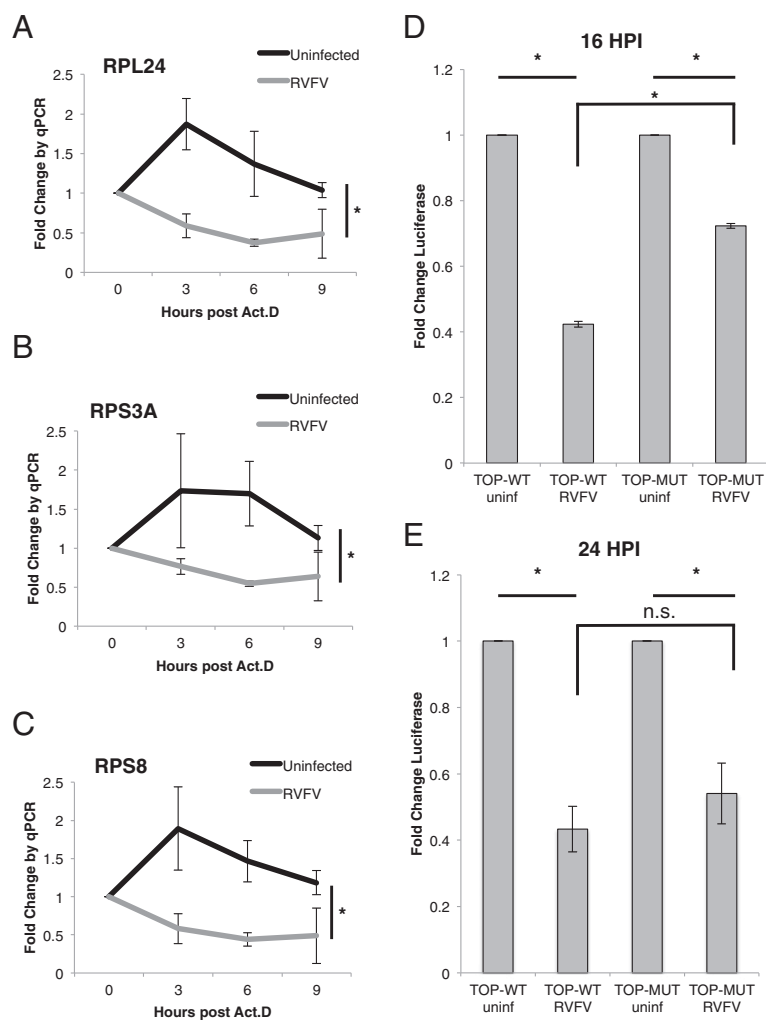 A
RPL24
Uninfected
RVFV
Fold Change by qPCR
2.5
2
1.5
1
0.5
0
*
0 3 6 9
Hours post Act.D
B
RPS3A
Uninfected
RVFV
Fold Change by qPCR
2.5
2
1.5
1
0.5
0
*
0 3 6 9
Hours post Act.D
C
RPS8
Uninfected
RVFV
Fold Change by qPCR
2.5
2
1.5
1
0.5
0
*
0 3 6 9
Hours post Act.D
D
16 HPI
Fold Change Luciferase
1.2
1
0.8
0.6
0.4
0.2
0
* *
*
TOP-WT TOP-WT TOP-MUT TOP-MUT
uninf RVFV uninf RVFV
E
24 HPI
Fold Change Luciferase
1.2
1
0.8
0.6
0.4
0.2
0
* *
n.s.
TOP-WT TOP-WT TOP-MUT TOP-MUT
uninf RVFV uninf RVFV